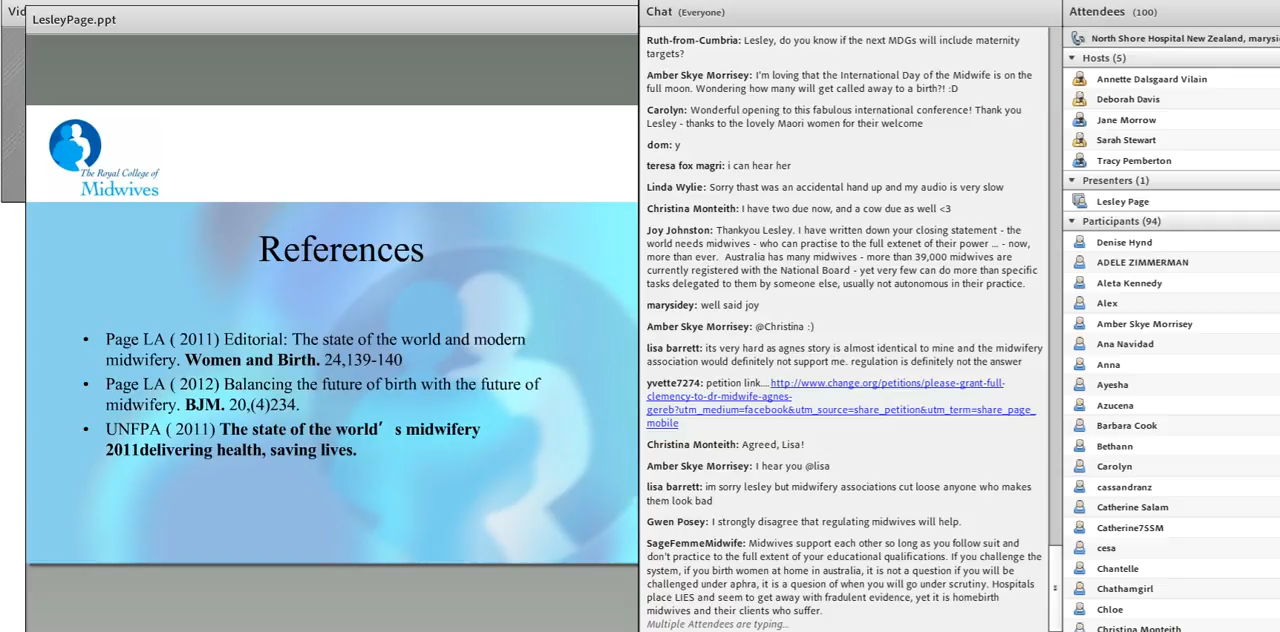 Vid
LesleyPage.ppt
The Royal College of
Midwives
References
• Page LA ( 2011) Editorial: The state of the world and modern
midwifery. Women and Birth. 24,139-140
• Page LA ( 2012) Balancing the future of birth with the future of
midwifery. BJM. 20,(4)234.
• UNFPA ( 2011) The state of the world’ s midwifery
2011delivering health, saving lives.
Chat (Everyone)
Ruth-from-Cumbria: Lesley, do you know if the next MDGs will include maternity
targets?
Amber Skye Morrisey: I'm loving that the International Day of the Midwife is on the
full moon. Wondering how many will get called away to a birth?! :D
Carolyn: Wonderful opening to this fabulous international conference! Thank you
Lesley - thanks to the lovely Maori women for their welcome
dom: y
teresa fox magri: i can hear her
Linda Wylie: Sorry thast was an accidental hand up and my audio is very slow
Christina Monteith: I have two due now, and a cow due as well <3
Joy Johnston: Thankyou Lesley. I have written down your closing statement - the
world needs midwives - who can practise to the full extenet of their power ... - now,
more than ever.  Australia has many midwives - more than 39,000 midwives are
currently registered with the National Board - yet very few can do more than specific
tasks delegated to them by someone else, usually not autonomous in their practice.
marysidey: well said joy
Amber Skye Morrisey: @Christina :)
lisa barrett: its very hard as agnes story is almost identical to mine and the midwifery
association would definitely not support me. regulation is definitely not the answer
yvette7274: petition link....http://www.change.org/petitions/please-grant-full-
clemency-to-dr-midwife-agnes-
gereb?utm_medium=facebook&utm_source=share_petition&utm_term=share_page_
mobile
Christina Monteith: Agreed, Lisa!
Amber Skye Morrisey: I hear you @lisa
lisa barrett: im sorry lesley but midwifery associations cut loose anyone who makes
them look bad
Gwen Posey: I strongly disagree that regulating midwives will help.
SageFemmeMidwife: Midwives support each other so long as you follow suit and
don't practice to the full extent of your educational qualifications. If you challenge the
system, if you birth women at home in australia, it is not a question if you will be
challenged under aphra, it a quesion of when you will go under scrutiny. Hospitals
place LIES and seem to get away with fradulent evidence, yet it is homebirth
midwives and their clients who suffer.
Multiple Attendees are typing...
Attendees (100)
North Shore Hospital New Zealand, marysi
Hosts (5)
Annette Dalsgaard Vilain
Deborah Davis
Jane Morrow
Sarah Stewart
Tracy Pemberton
Presenters (1)
Lesley Page
Participants (94)
Denise Hynd
ADELE ZIMMERMAN
Aleta Kennedy
Alex
Amber Skye Morrisey
Ana Navidad
Anna
Ayesha
Azucena
Barbara Cook
Bethann
Carolyn
cassandranz
Catherine Salam
Catherine7SSM
cesa
Chantelle
Chathamgirl
Chloe
Christina Monteith